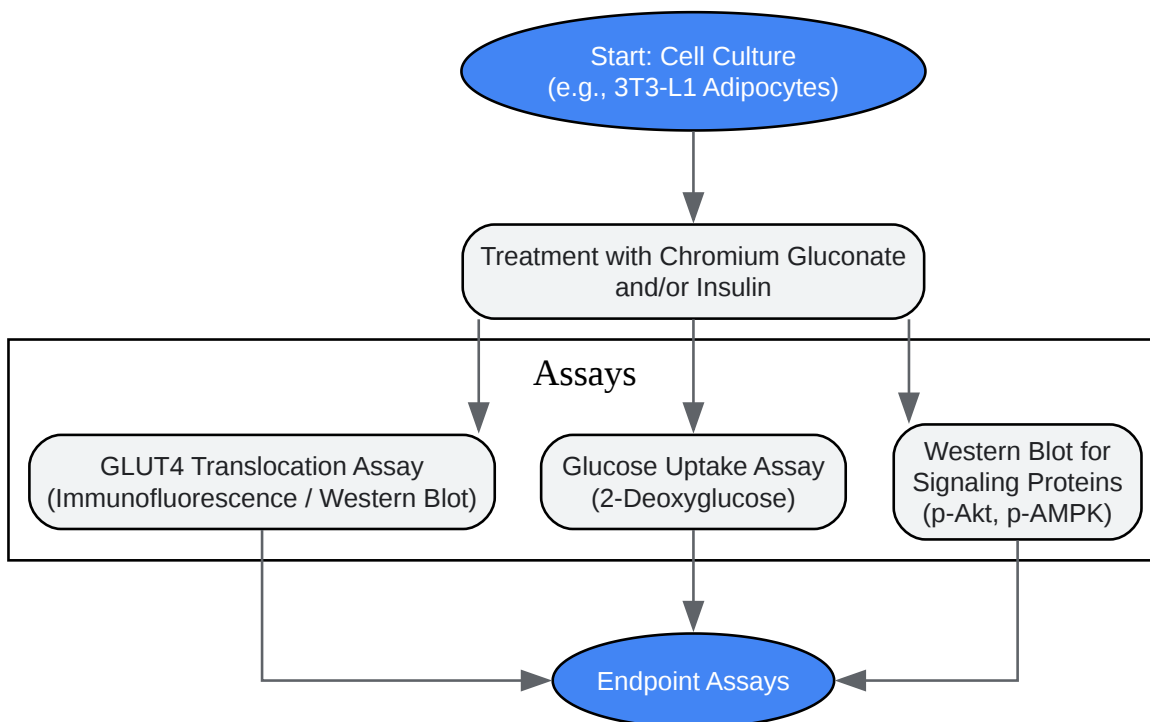 Start: Cell Culture
(e.g., 3T3-L1 Adipocytes)
Treatment with Chromium Gluconate
and/or Insulin
Assays
GLUT4 Translocation Assay
(Immunofluorescence / Western Blot)
Glucose Uptake Assay
(2-Deoxyglucose)
Western Blot for
Signaling Proteins
(p-Akt, p-AMPK)
Endpoint Assays